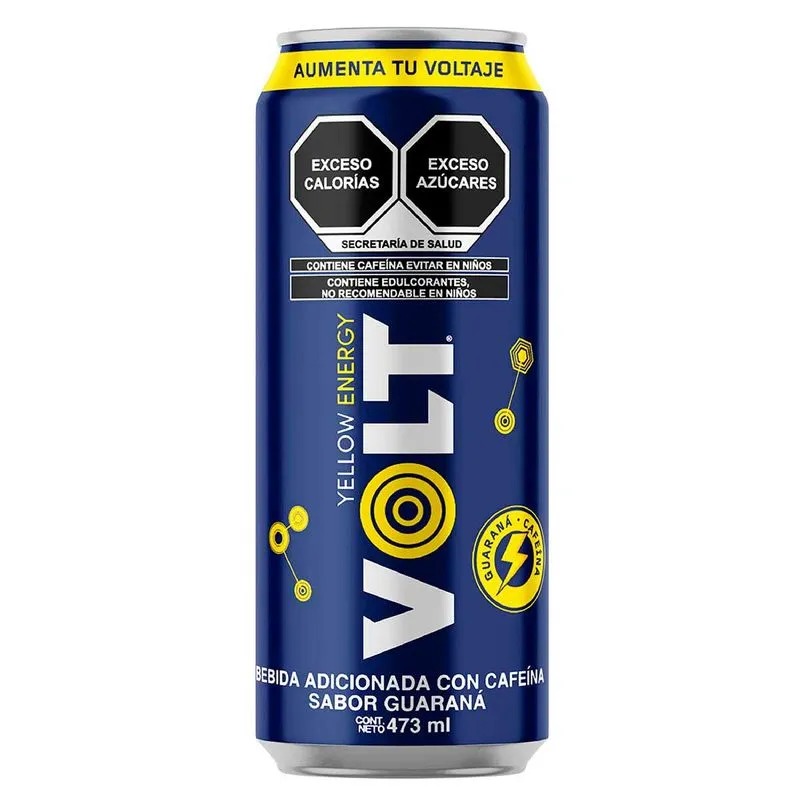 AUMENTA TU VOLTAJE
EXCESO
CALORÍAS
EXCESO
AZÚCARES
SECRETARÍA DE SALUD
CONTIENE CAFEÍNA EVITAR EN NIÑOS
CONTIENE EDULCORANTES,
NO RECOMENDABLE EN NIÑOS
YELLOW ENERGY
VOLT®
GUARANÁ · CAFEÍNA
BEBIDA ADICIONADA CON CAFEÍNA
SABOR GUARANÁ
CONT. NETO 473 ml